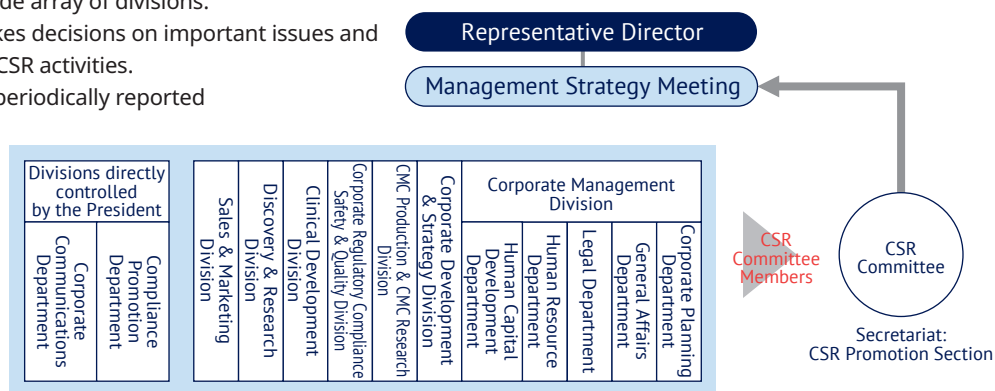 de array of divisions.
kes decisions on important issues and
CSR activities.
periodically reported
Representative Director
Management Strategy Meeting
Divisions directly
controlled
by the President
Corporate
Communications
Department
Compliance
Promotion
Department
Sales & Marketing
Division
Discovery & Research
Division
Clinical Development
Division
Corporate Regulatory Compliance
Safety & Quality Division
CMC Production & CMC Research
Division
Corporate Development
& Strategy Division
Corporate Management
Division
Human Capital
Development
Department
Human Resource
Department
Legal Department
General Affairs
Department
Corporate Planning
Department
CSR
Committee
Members
CSR
Committee
Secretariat:
CSR Promotion Section